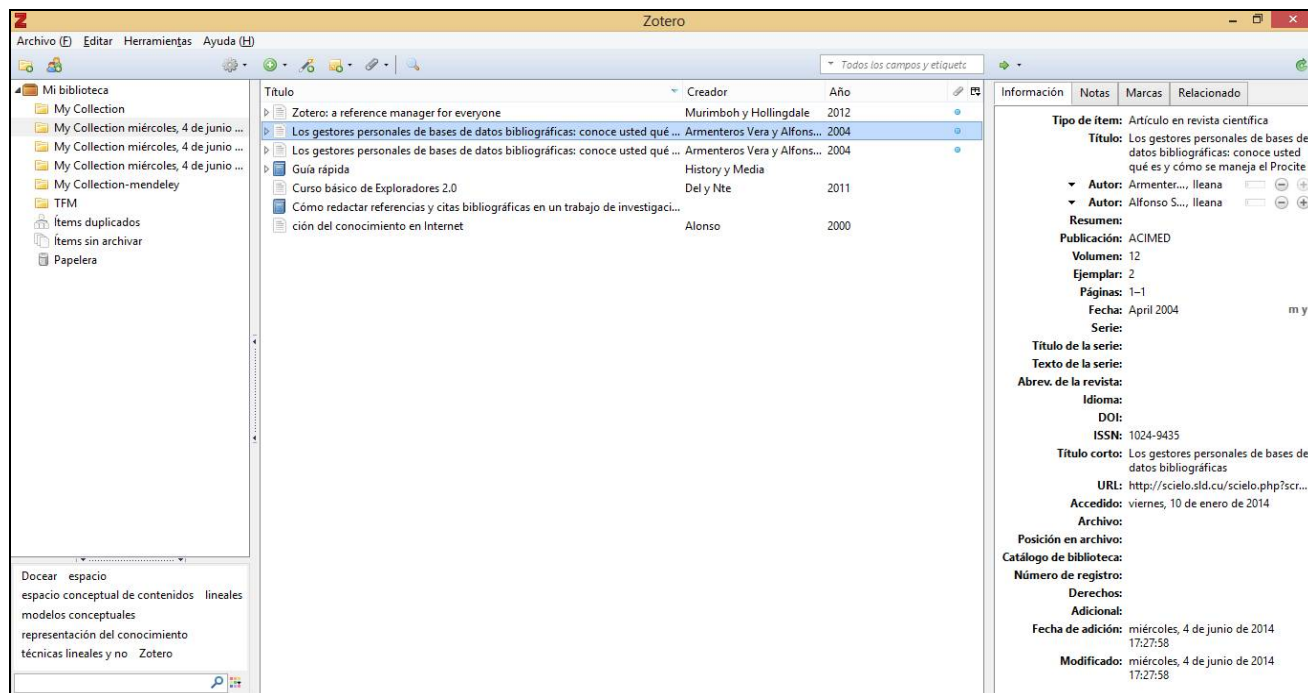 Zotero
Archivo (F) Editar Herramientas Ayuda (H)
Todos los campos y etiquetc
Mi biblioteca
My Collection
My Collection miércoles, 4 de junio ...
My Collection miércoles, 4 de junio ...
My Collection miércoles, 4 de junio ...
My Collection-mendeley
TFM
Ítems duplicados
Ítems sin archivar
Papelera
Docear espacio
espacio conceptual de contenidos lineales
modelos conceptuales
representación del conocimiento
técnicas lineales y no Zotero
Título Creador Año
Zotero: a reference manager for everyone Murimboh y Hollingdale 2012
Los gestores personales de bases de datos bibliográficas: conoce usted qué ... Armenteros Vera y Alfons... 2004
Los gestores personales de bases de datos bibliográficas: conoce usted qué ... Armenteros Vera y Alfons... 2004
Guía rápida History y Media
Curso básico de Exploradores 2.0 Del y Nte 2011
Cómo redactar referencias y citas bibliográficas en un trabajo de investigaci...
ción del conocimiento en Internet Alonso 2000
Información Notas Marcas Relacionado
Tipo de ítem: Artículo en revista científica
Título: Los gestores personales de bases de
datos bibliográficas: conoce usted
qué es y cómo se maneja el Procite
Autor: Armenter..., Ileana
Autor: Alfonso S..., Ileana
Resumen:
Publicación: ACIMED
Volumen: 12
Ejemplar: 2
Páginas: 1–1
Fecha: April 2004 m y
Serie:
Título de la serie:
Texto de la serie:
Abrev. de la revista:
Idioma:
DOI:
ISSN: 1024-9435
Título corto: Los gestores personales de bases de
datos bibliográficas
URL: http://scielo.sld.cu/scielo.php?scr...
Accedido: viernes, 10 de enero de 2014
Archivo:
Posición en archivo:
Catálogo de biblioteca:
Número de registro:
Derechos:
Adicional:
Fecha de adición: miércoles, 4 de junio de 2014
17:27:58
Modificado: miércoles, 4 de junio de 2014
17:27:58